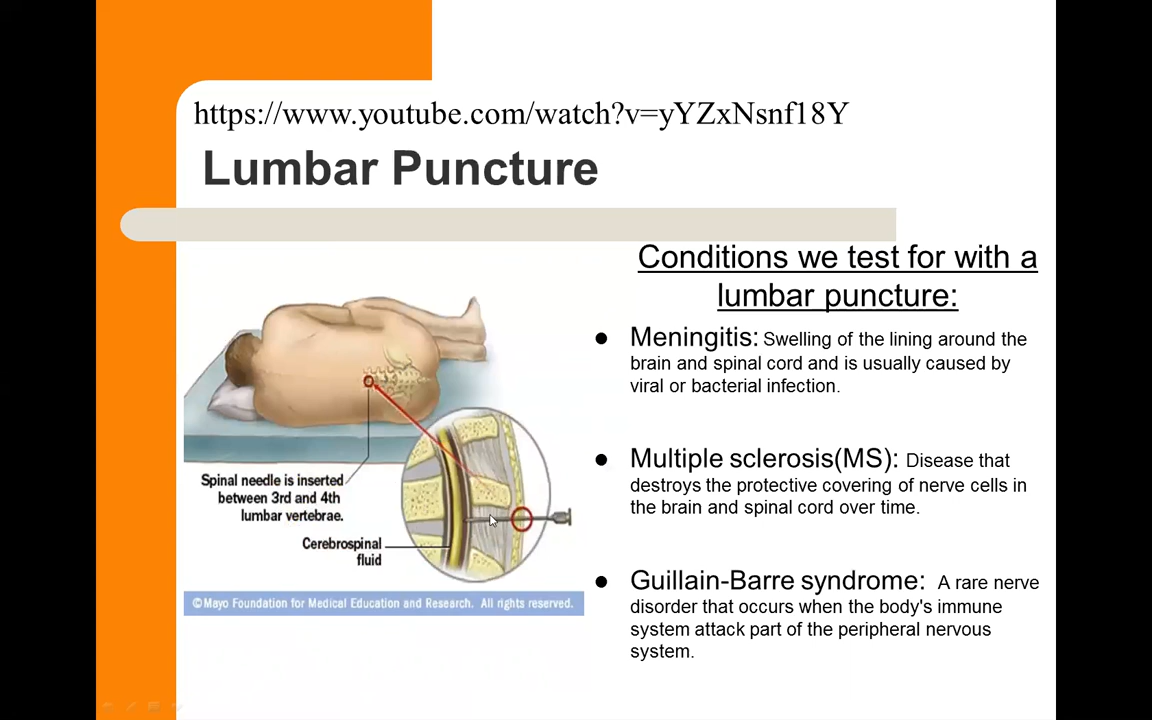 https://www.youtube.com/watch?v=yYZxNsnf18Y
Lumbar Puncture
Spinal needle is inserted
between 3rd and 4th
lumbar vertebrae.
Cerebrospinal
fluid
©Mayo Foundation for Medical Education and Research. All rights reserved.
Conditions we test for with a
lumbar puncture:
● Meningitis: Swelling of the lining around the
brain and spinal cord and is usually caused by
viral or bacterial infection.
● Multiple sclerosis(MS): Disease that
destroys the protective covering of nerve cells in
the brain and spinal cord over time.
● Guillain-Barre syndrome: A rare nerve
disorder that occurs when the body's immune
system attack part of the peripheral nervous
system.